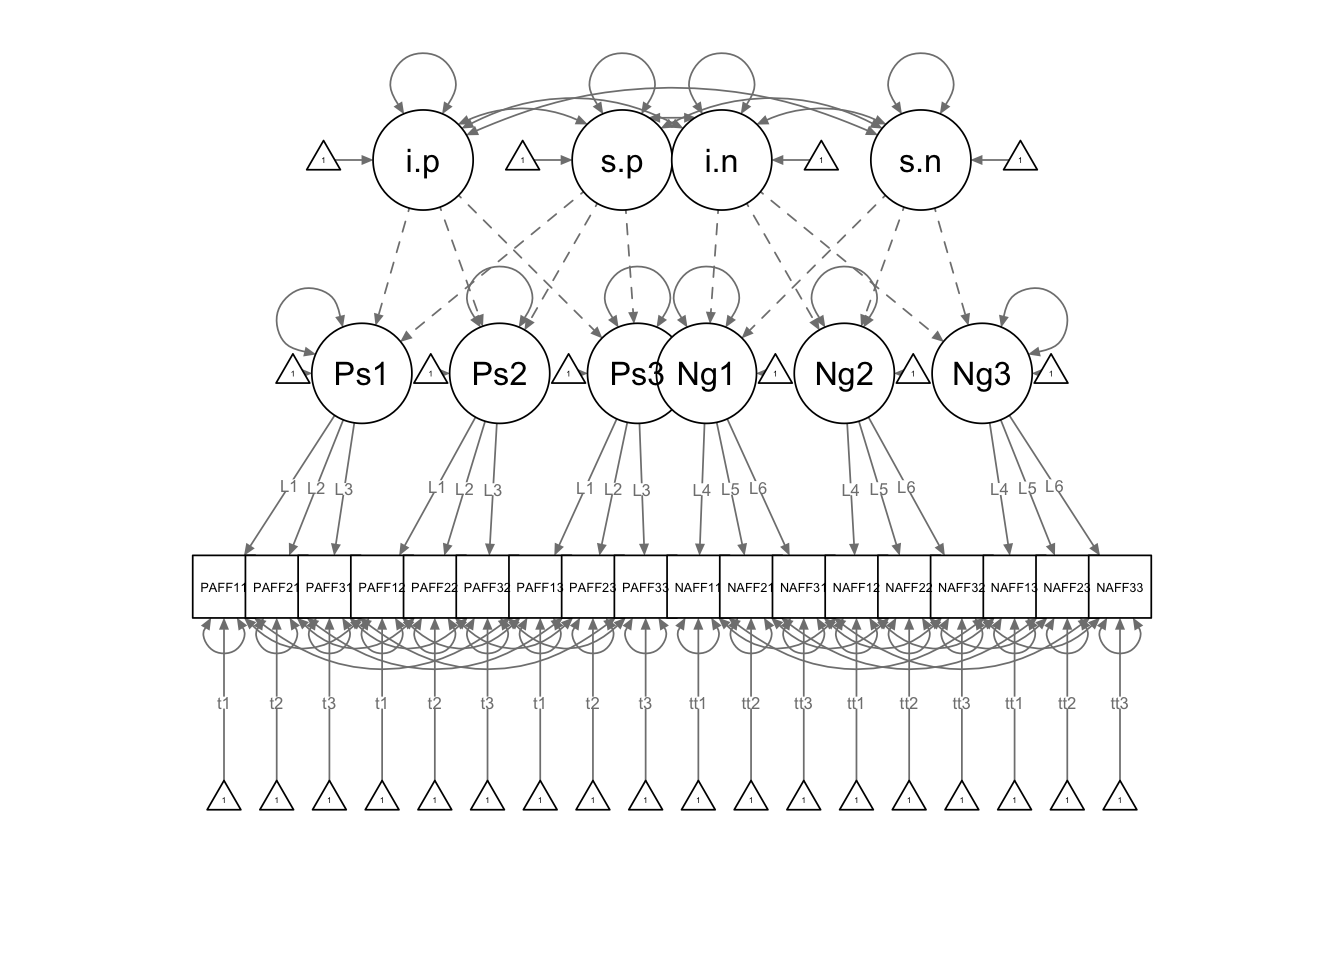 1 i.p 1 s.p i.n 1 s.n 1
1 Ps1 1 Ps2 1 Ps3 Ng1 1 Ng2 1 Ng3 1
L1 L2 L3 L1 L2 L3 L1 L2 L3 L4 L5 L6 L4 L5 L6 L4 L5 L6
PAFF11 PAFF21 PAFF31 PAFF12 PAFF22 PAFF32 PAFF13 PAFF23 PAFF33 NAFF11 NAFF21 NAFF31 NAFF12 NAFF22 NAFF32 NAFF13 NAFF23 NAFF33
t1 t2 t3 t1 t2 t3 t1 t2 t3 tt1 tt2 tt3 tt1 tt2 tt3 tt1 tt2 tt3
1 1 1 1 1 1 1 1 1 1 1 1 1 1 1 1 1 1